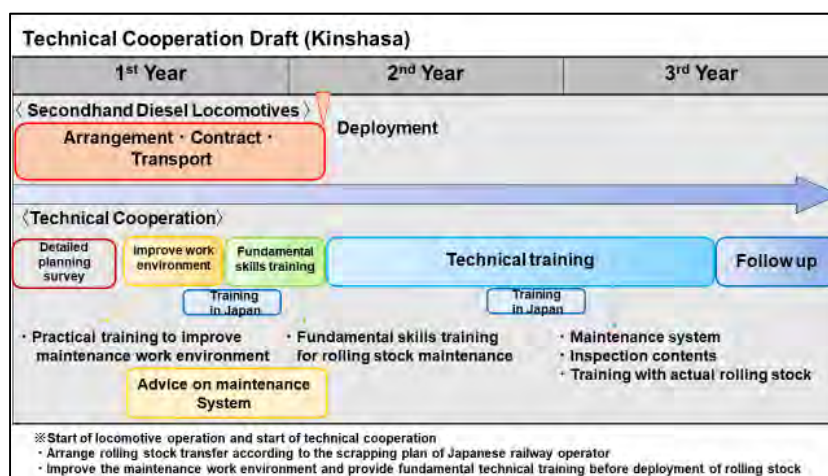 Technical Cooperation Draft (Kinshasa)
1st Year
2nd Year
3rd Year
〈 Secondhand Diesel Locomotives 〉
Arrangement・Contract・
Transport
Deployment
〈Technical Cooperation〉
Detailed
planning
survey
Improve work
environment
Fundamental
skills training
Technical training
Follow up
Training
in Japan
Training
in Japan
・Practical training to improve
maintenance work environment
・Fundamental skills training
for rolling stock maintenance
・Maintenance system
・Inspection contents
・Training with actual rolling stock
Advice on maintenance
System
※Start of locomotive operation and start of technical cooperation
・Arrange rolling stock transfer according to the scrapping plan of Japanese railway operator
・Improve the maintenance work environment and provide fundamental technical training before deployment of rolling stock